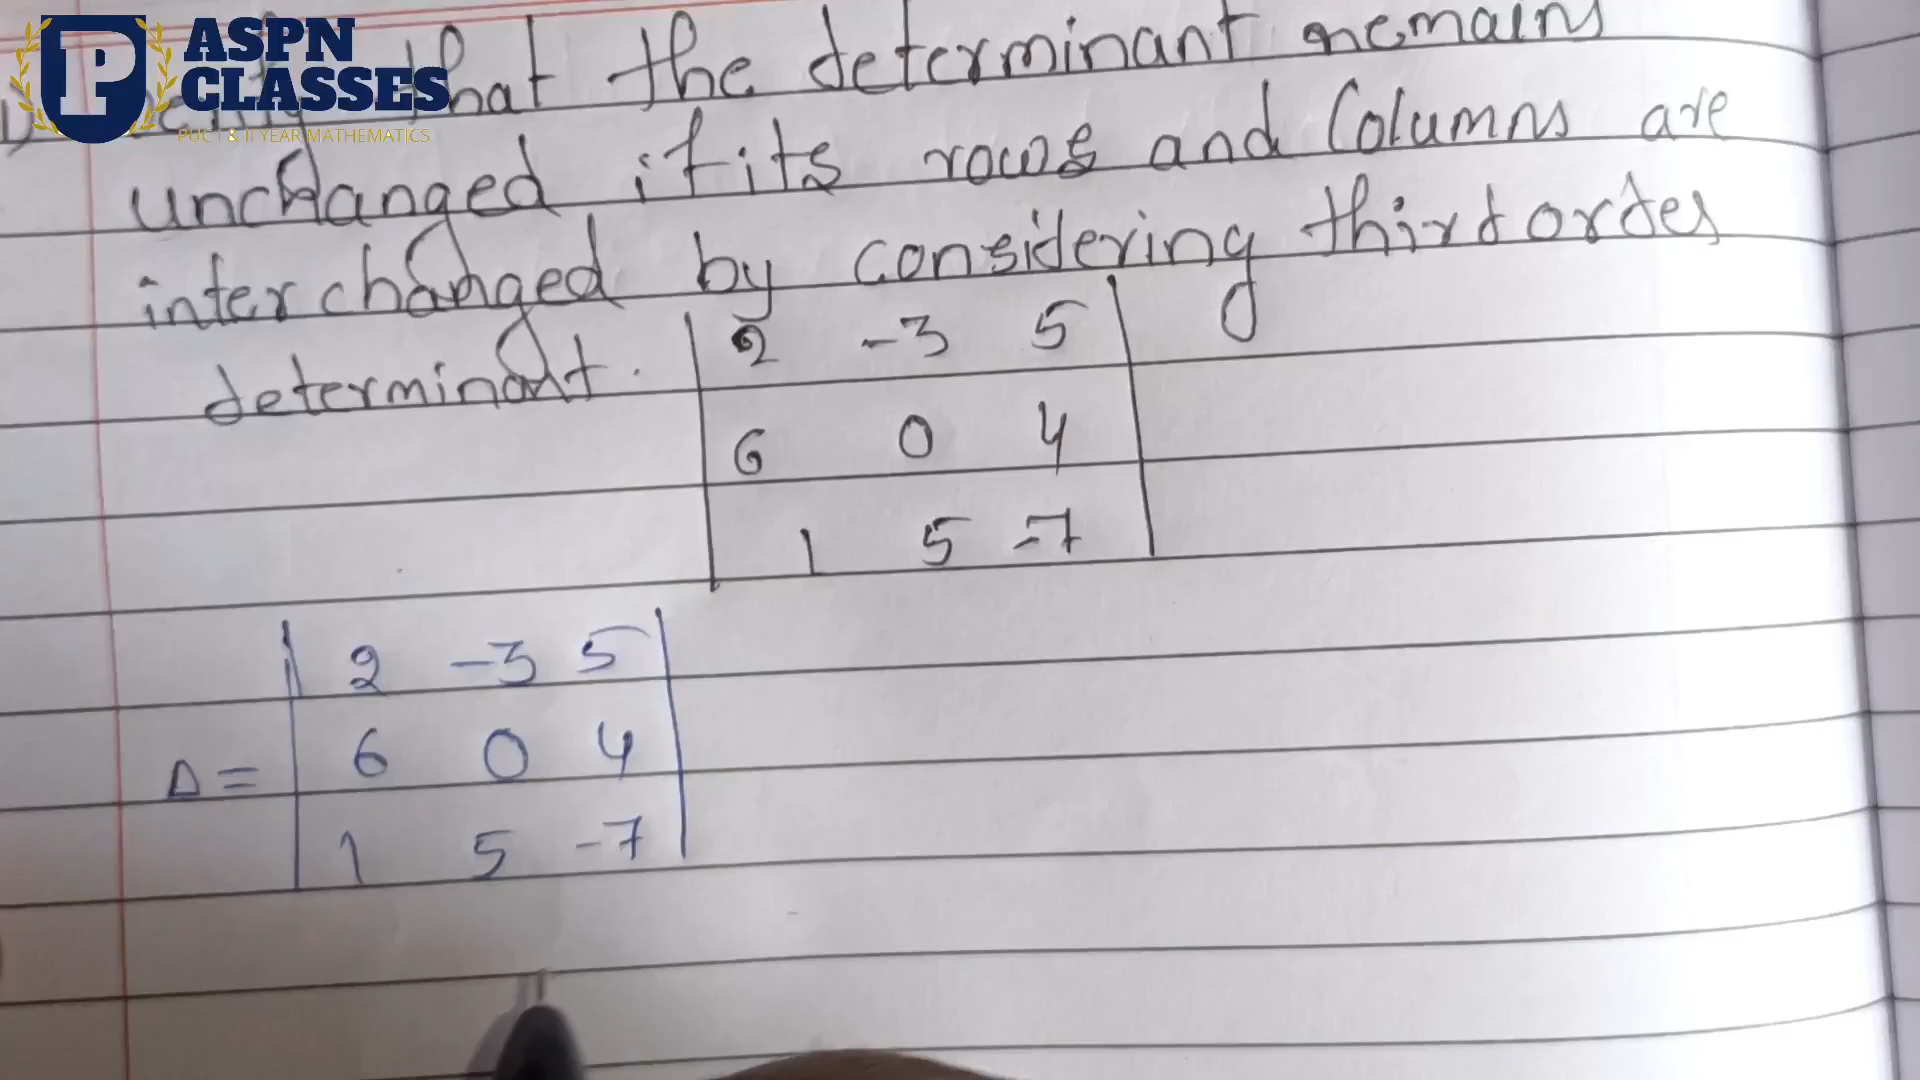 ASPN
CLASSES
PUC I & II YEAR MATHEMATICS
that the determinant remains
unchanged if its rows and Columns are
interchanged by considering third order
determinant. | 2 -3 5 |
6 0 4
1 5 -7
2 -3 5
Δ = 6 0 4
1 5 -7